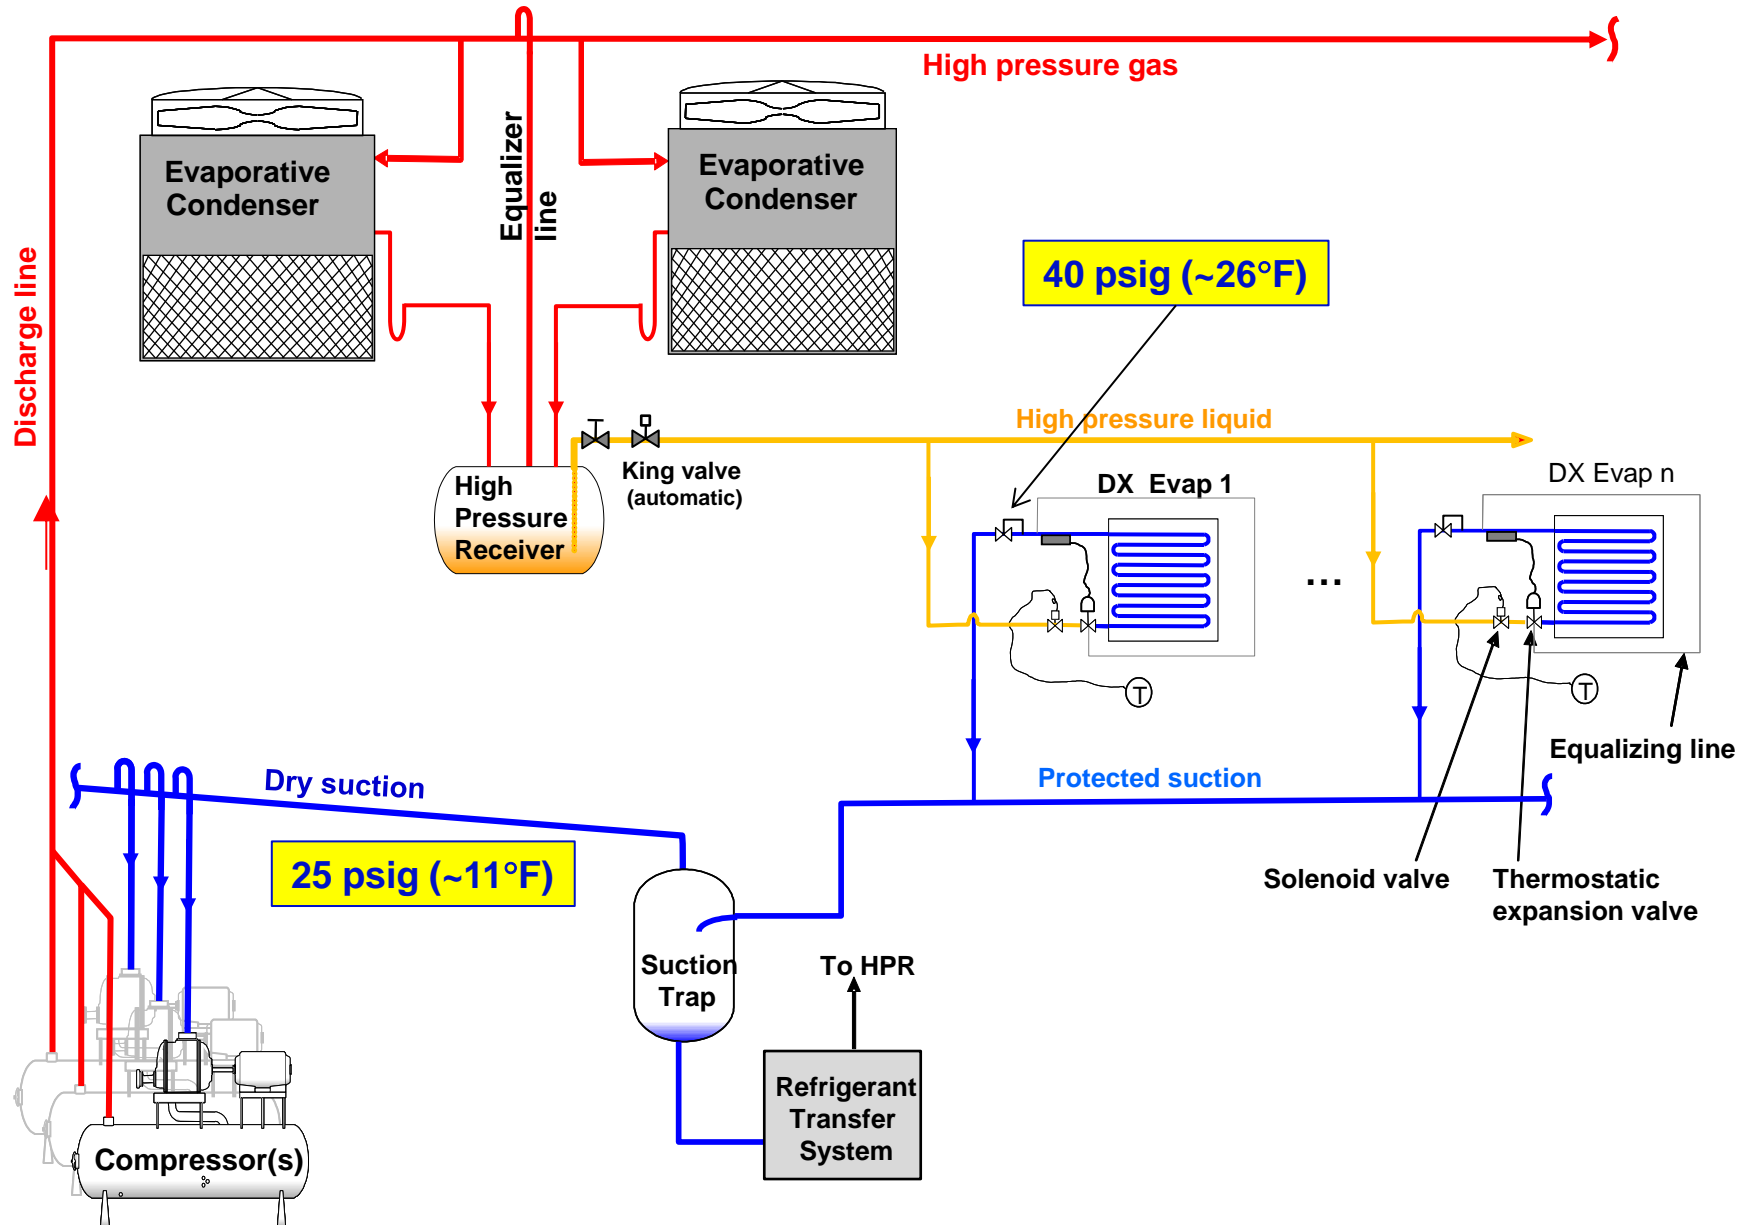 High pressure gas
Evaporative
Condenser
Equalizer
line
Evaporative
Condenser
Discharge line
40 psig (~26°F)
High pressure liquid
King valve
(automatic)
High
Pressure
Receiver
DX  Evap 1
DX Evap n
...
T
T
Equalizing line
Dry suction
Protected suction
25 psig (~11°F)
Solenoid valve
Thermostatic
expansion valve
Suction
Trap
To HPR
Refrigerant
Transfer
System
Compressor(s)